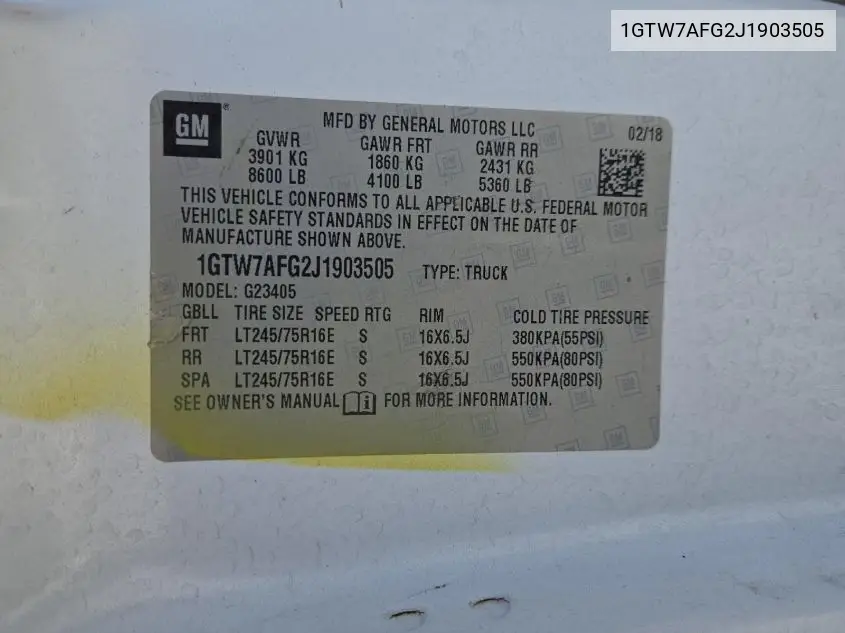 1GTW7AFG2J1903505
GM®
MFD BY GENERAL MOTORS LLC
02/18
GVWR GAWR FRT GAWR RR
3901 KG 1860 KG 2431 KG
8600 LB 4100 LB 5360 LB
THIS VEHICLE CONFORMS TO ALL APPLICABLE U.S. FEDERAL MOTOR
VEHICLE SAFETY STANDARDS IN EFFECT ON THE DATE OF
MANUFACTURE SHOWN ABOVE.
1GTW7AFG2J1903505 TYPE: TRUCK
MODEL: G23405
GBLL TIRE SIZE SPEED RTG RIM COLD TIRE PRESSURE
FRT LT245/75R16E S 16X6.5J 380KPA(55PSI)
RR LT245/75R16E S 16X6.5J 550KPA(80PSI)
SPA LT245/75R16E S 16X6.5J 550KPA(80PSI)
SEE OWNER'S MANUAL i FOR MORE INFORMATION.